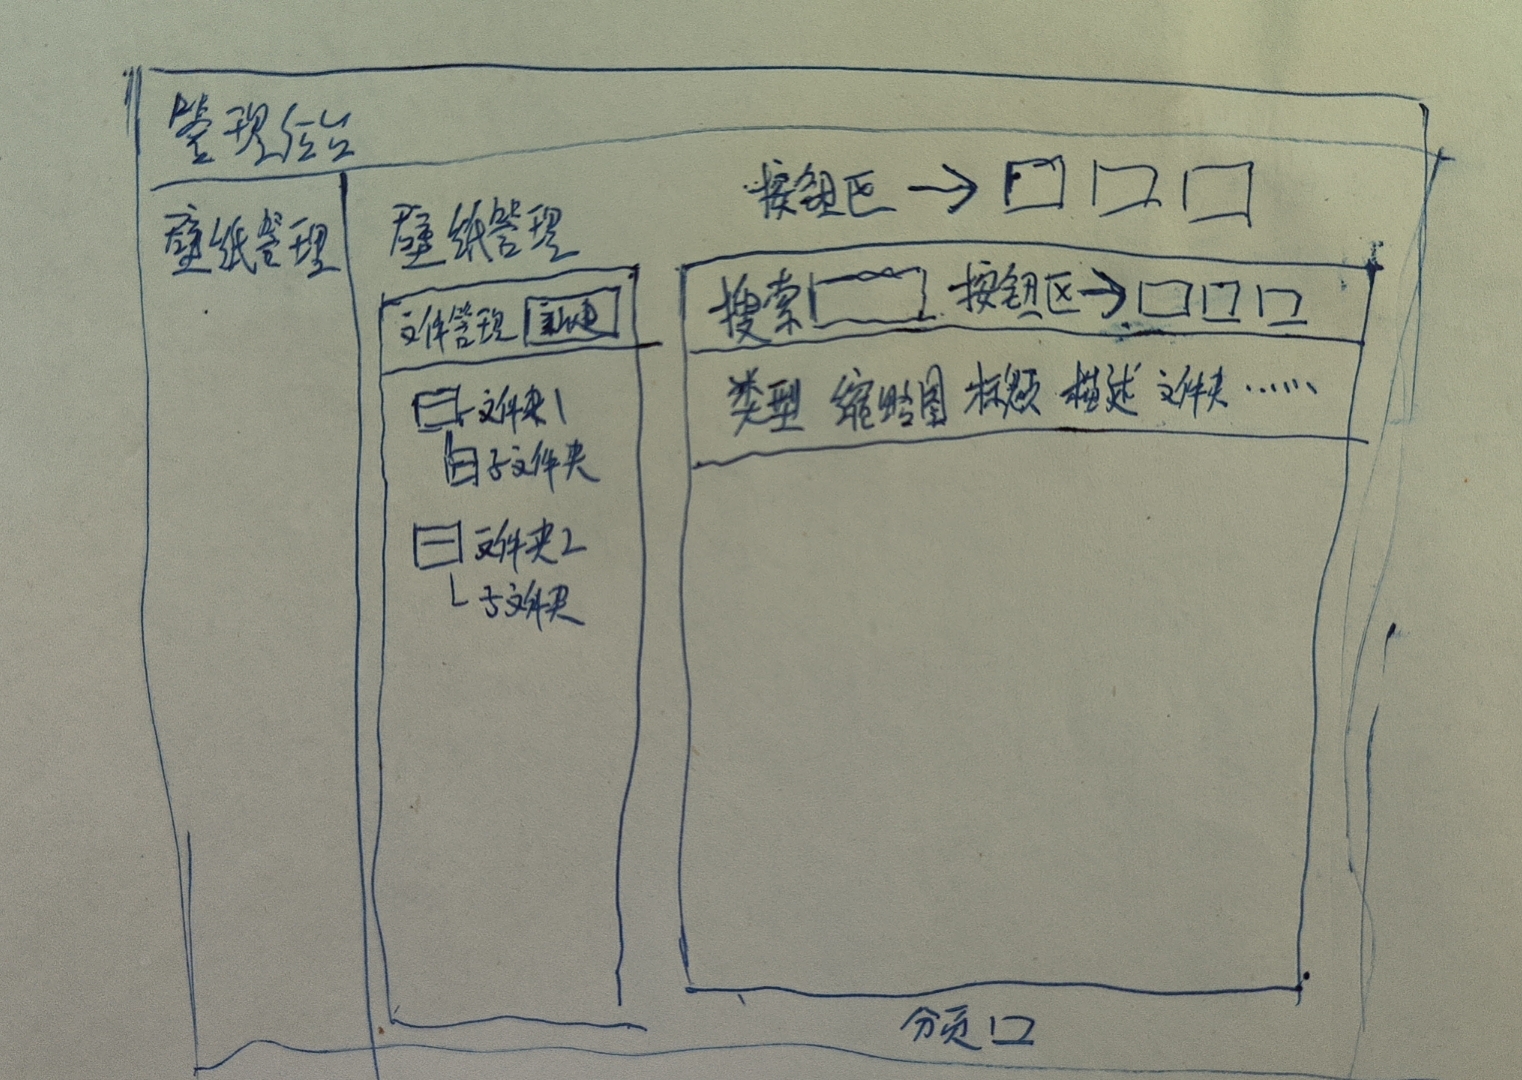 管理后台
壁纸管理
壁纸管理
按钮区
文件管理 新建
搜索 按钮区
类型 缩略图 标题 描述 文件夹 ……
文件夹1
子文件夹
文件夹2
子文件夹
分页